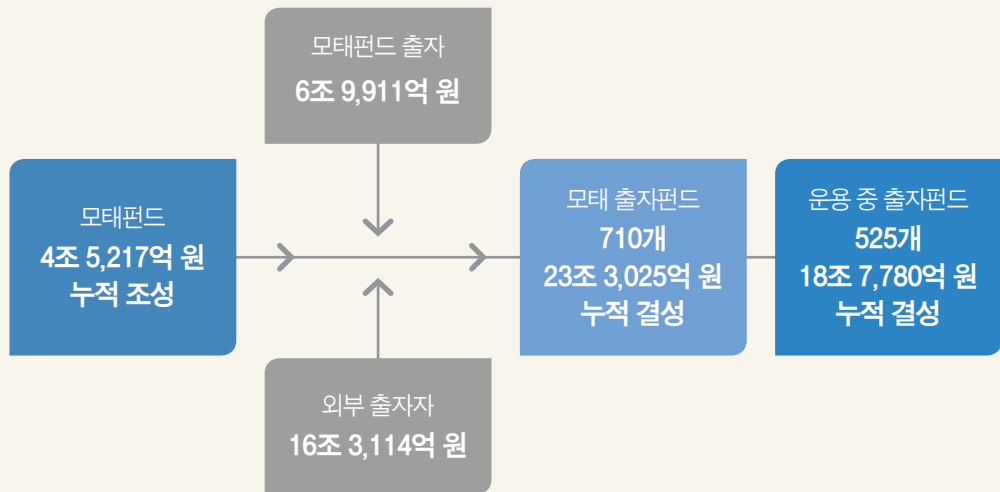 모태펀드 출자
6조 9,911억 원
모태펀드
4조 5,217억 원
누적 조성
모태 출자펀드
710개
23조 3,025억 원
누적 결성
운용 중 출자펀드
525개
18조 7,780억 원
누적 결성
외부 출자자
16조 3,114억 원